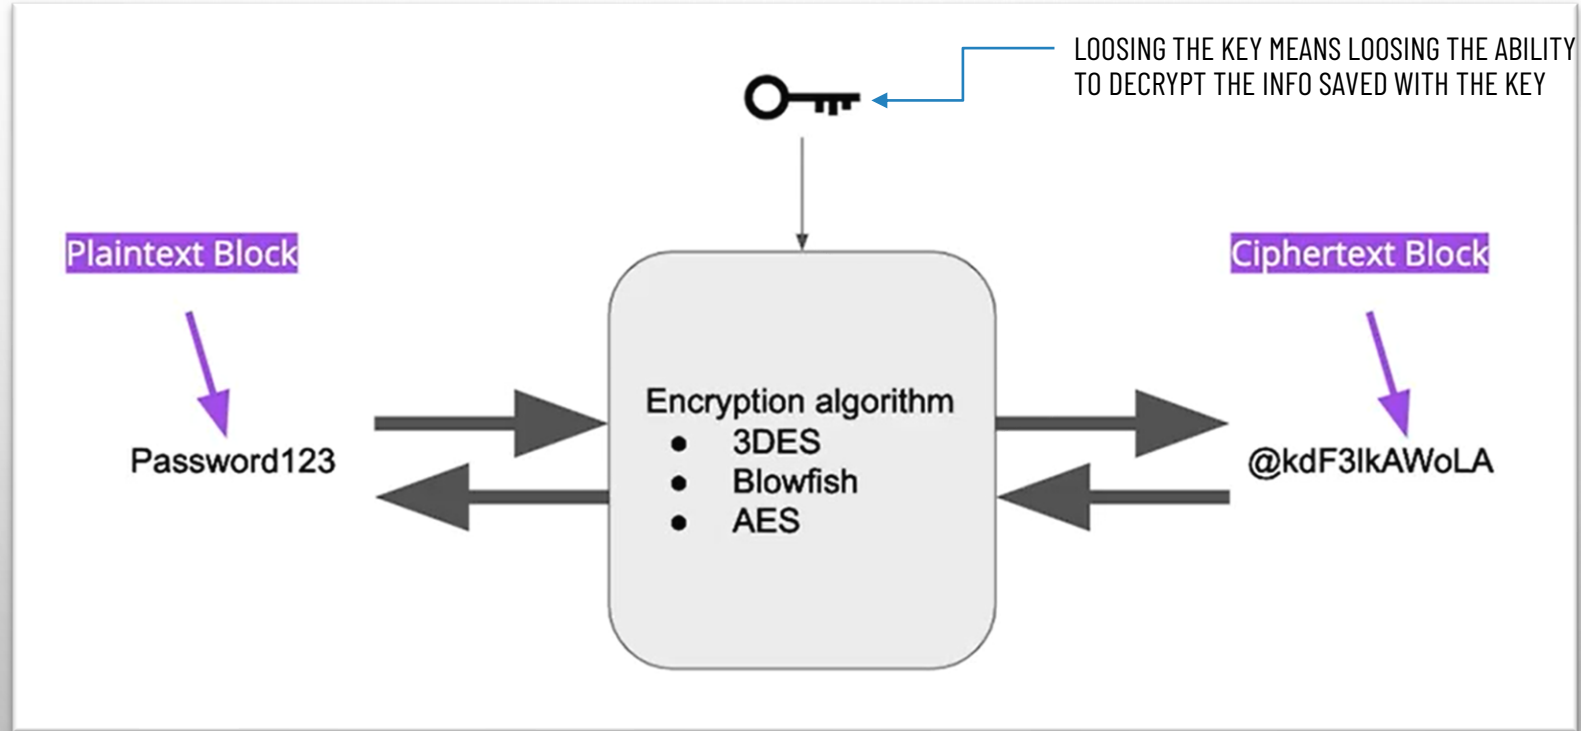 LOOSING THE KEY MEANS LOOSING THE ABILITY
TO DECRYPT THE INFO SAVED WITH THE KEY
Plaintext Block
Ciphertext Block
Encryption algorithm
● 3DES
● Blowfish
● AES
Password123
@kdF3lkAWoLA